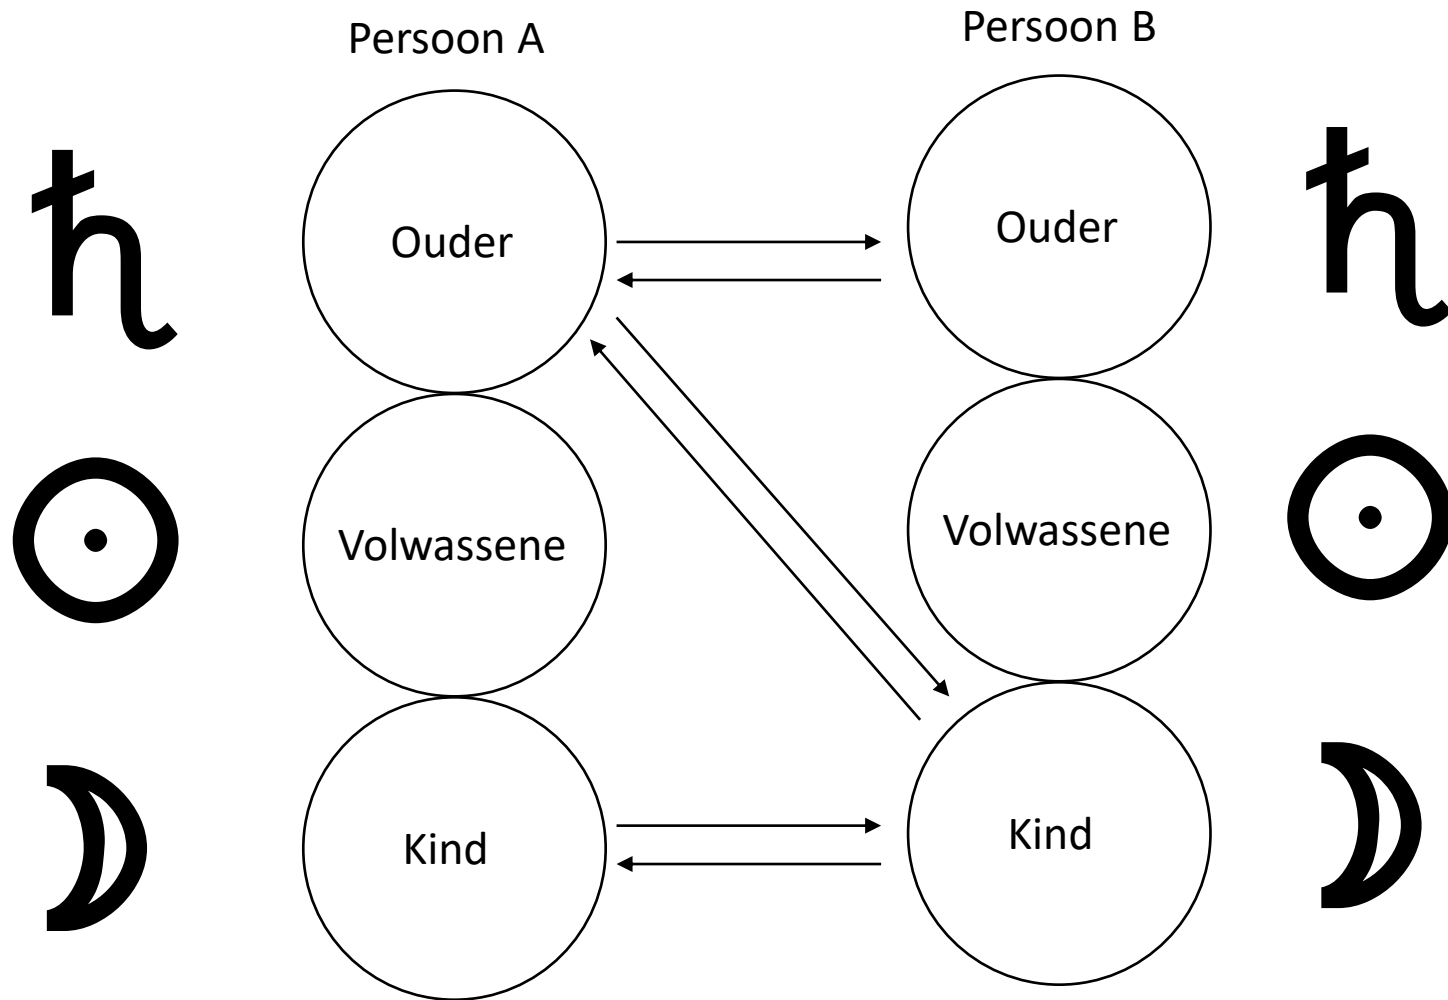 Persoon A
Persoon B
♄
Ouder
Ouder
♄
☉
Volwassene
Volwassene
☉
☽
Kind
Kind
☽